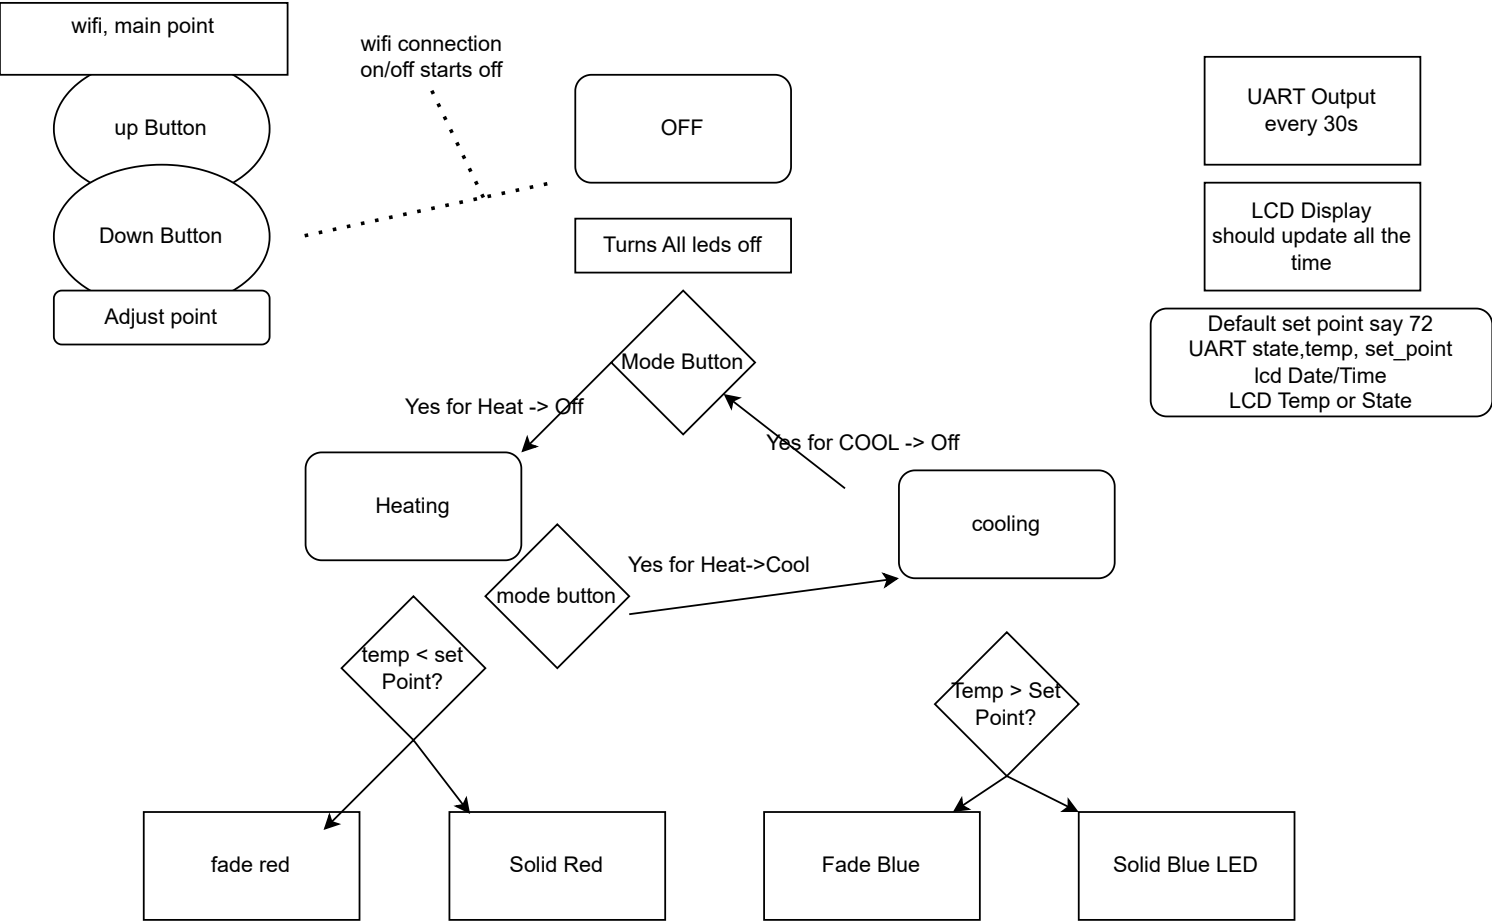 wifi, main point
wifi connection
on/off starts off
up Button
OFF
UART Output
every 30s
Down Button
Turns All leds off
LCD Display
should update all the
time
Adjust point
Default set point say 72
UART state,temp, set_point
lcd Date/Time
LCD Temp or State
Mode Button
Yes for Heat -> Off
Yes for COOL -> Off
Heating
cooling
mode button
Yes for Heat->Cool
temp < set
Point?
Temp > Set
Point?
fade red
Solid Red
Fade Blue
Solid Blue LED